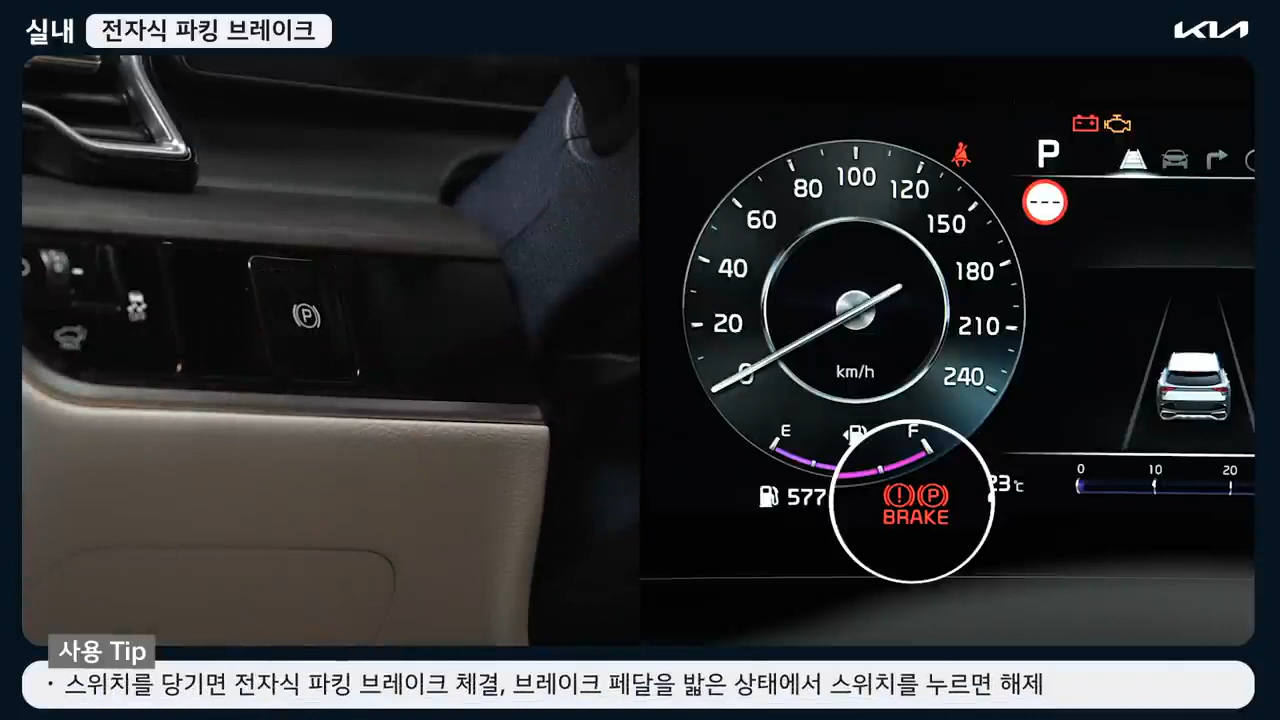 실내 전자식 파킹 브레이크
KIA
P
0
20
40
60
80
100
120
150
180
210
240
km/h
E F
577
BRAKE
23℃
0 10 20
P
사용 Tip
· 스위치를 당기면 전자식 파킹 브레이크 체결, 브레이크 페달을 밟은 상태에서 스위치를 누르면 해제